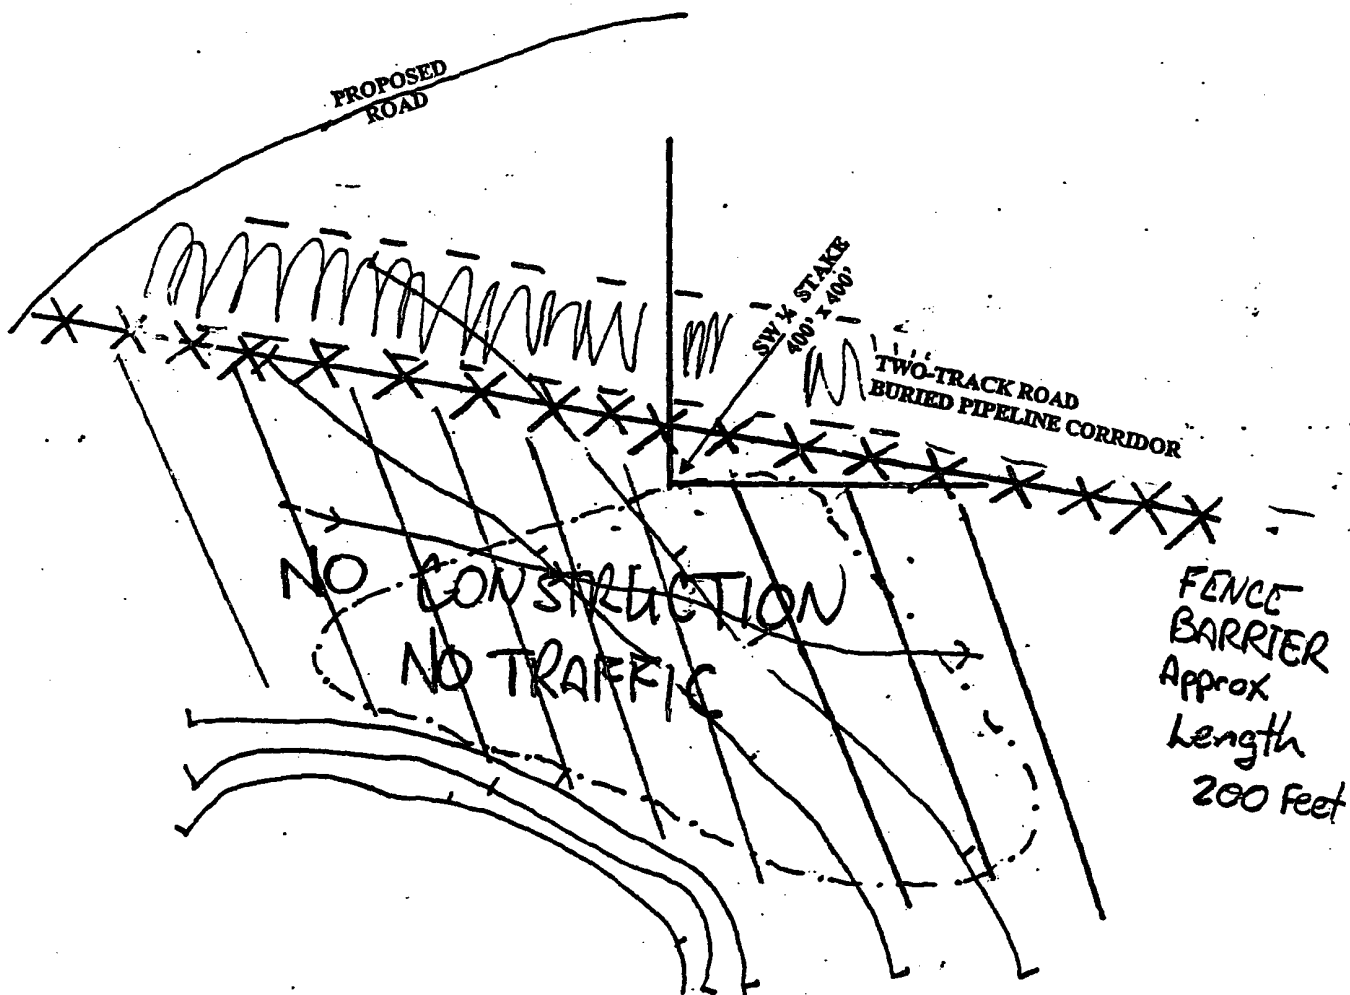 PROPOSED
ROAD
SW ¼ STAKE
400' x 400'
TWO-TRACK ROAD
BURIED PIPELINE CORRIDOR
NO CONSTRUCTION
NO TRAFFIC
FENCE
BARRIER
Approx
Length
200 Feet